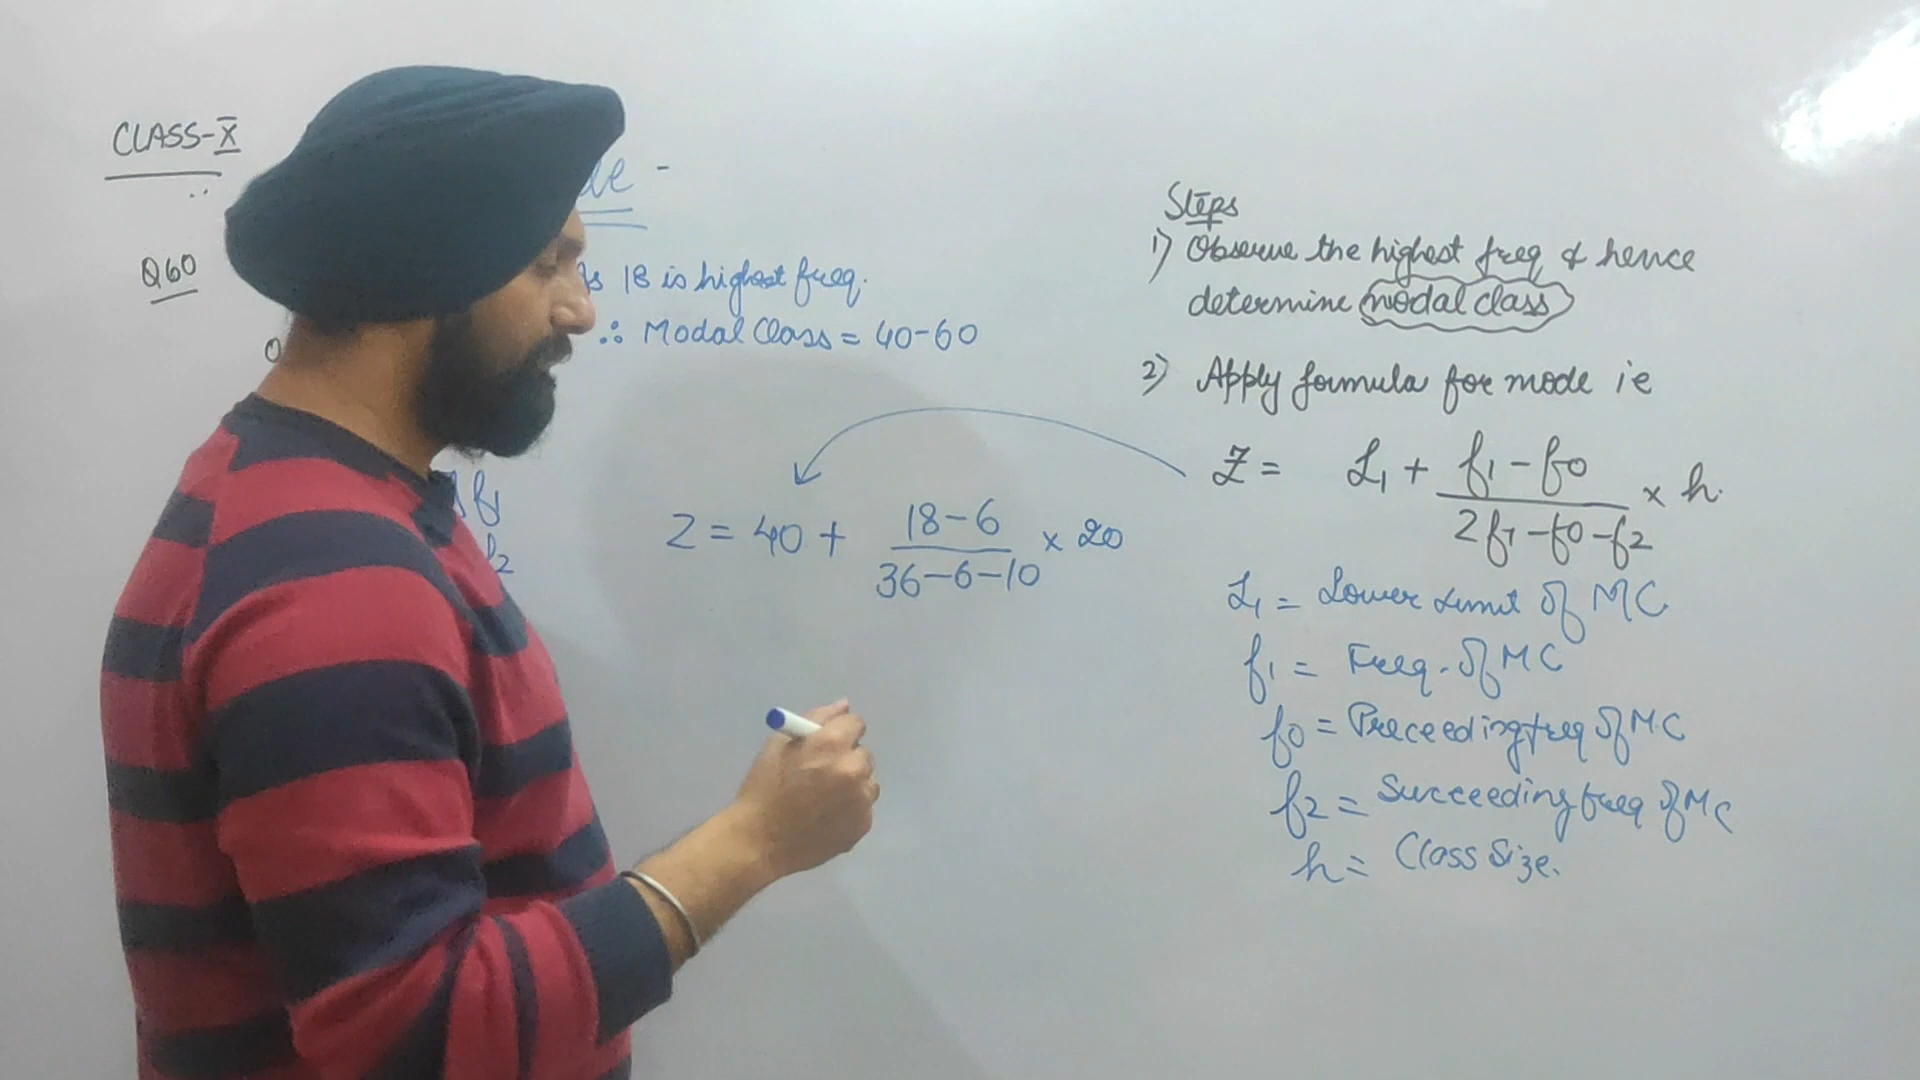 CLASS-X
Q60
18 is highest freq.
∴ Modal Class = 40-60
f1
Z = 40 + 18-6 / 36-6-10 × 20
Steps
1) Observe the highest freq & hence
determine modal class
2) Apply formula for mode ie
Z = L1 + f1-f0 / 2f1-f0-f2 × h.
L1 = Lower Limit Of MC
f1 = Freq. Of MC
f0 = Preceeding freq Of MC
f2 = Succeeding freq Of MC
h = Class Size.